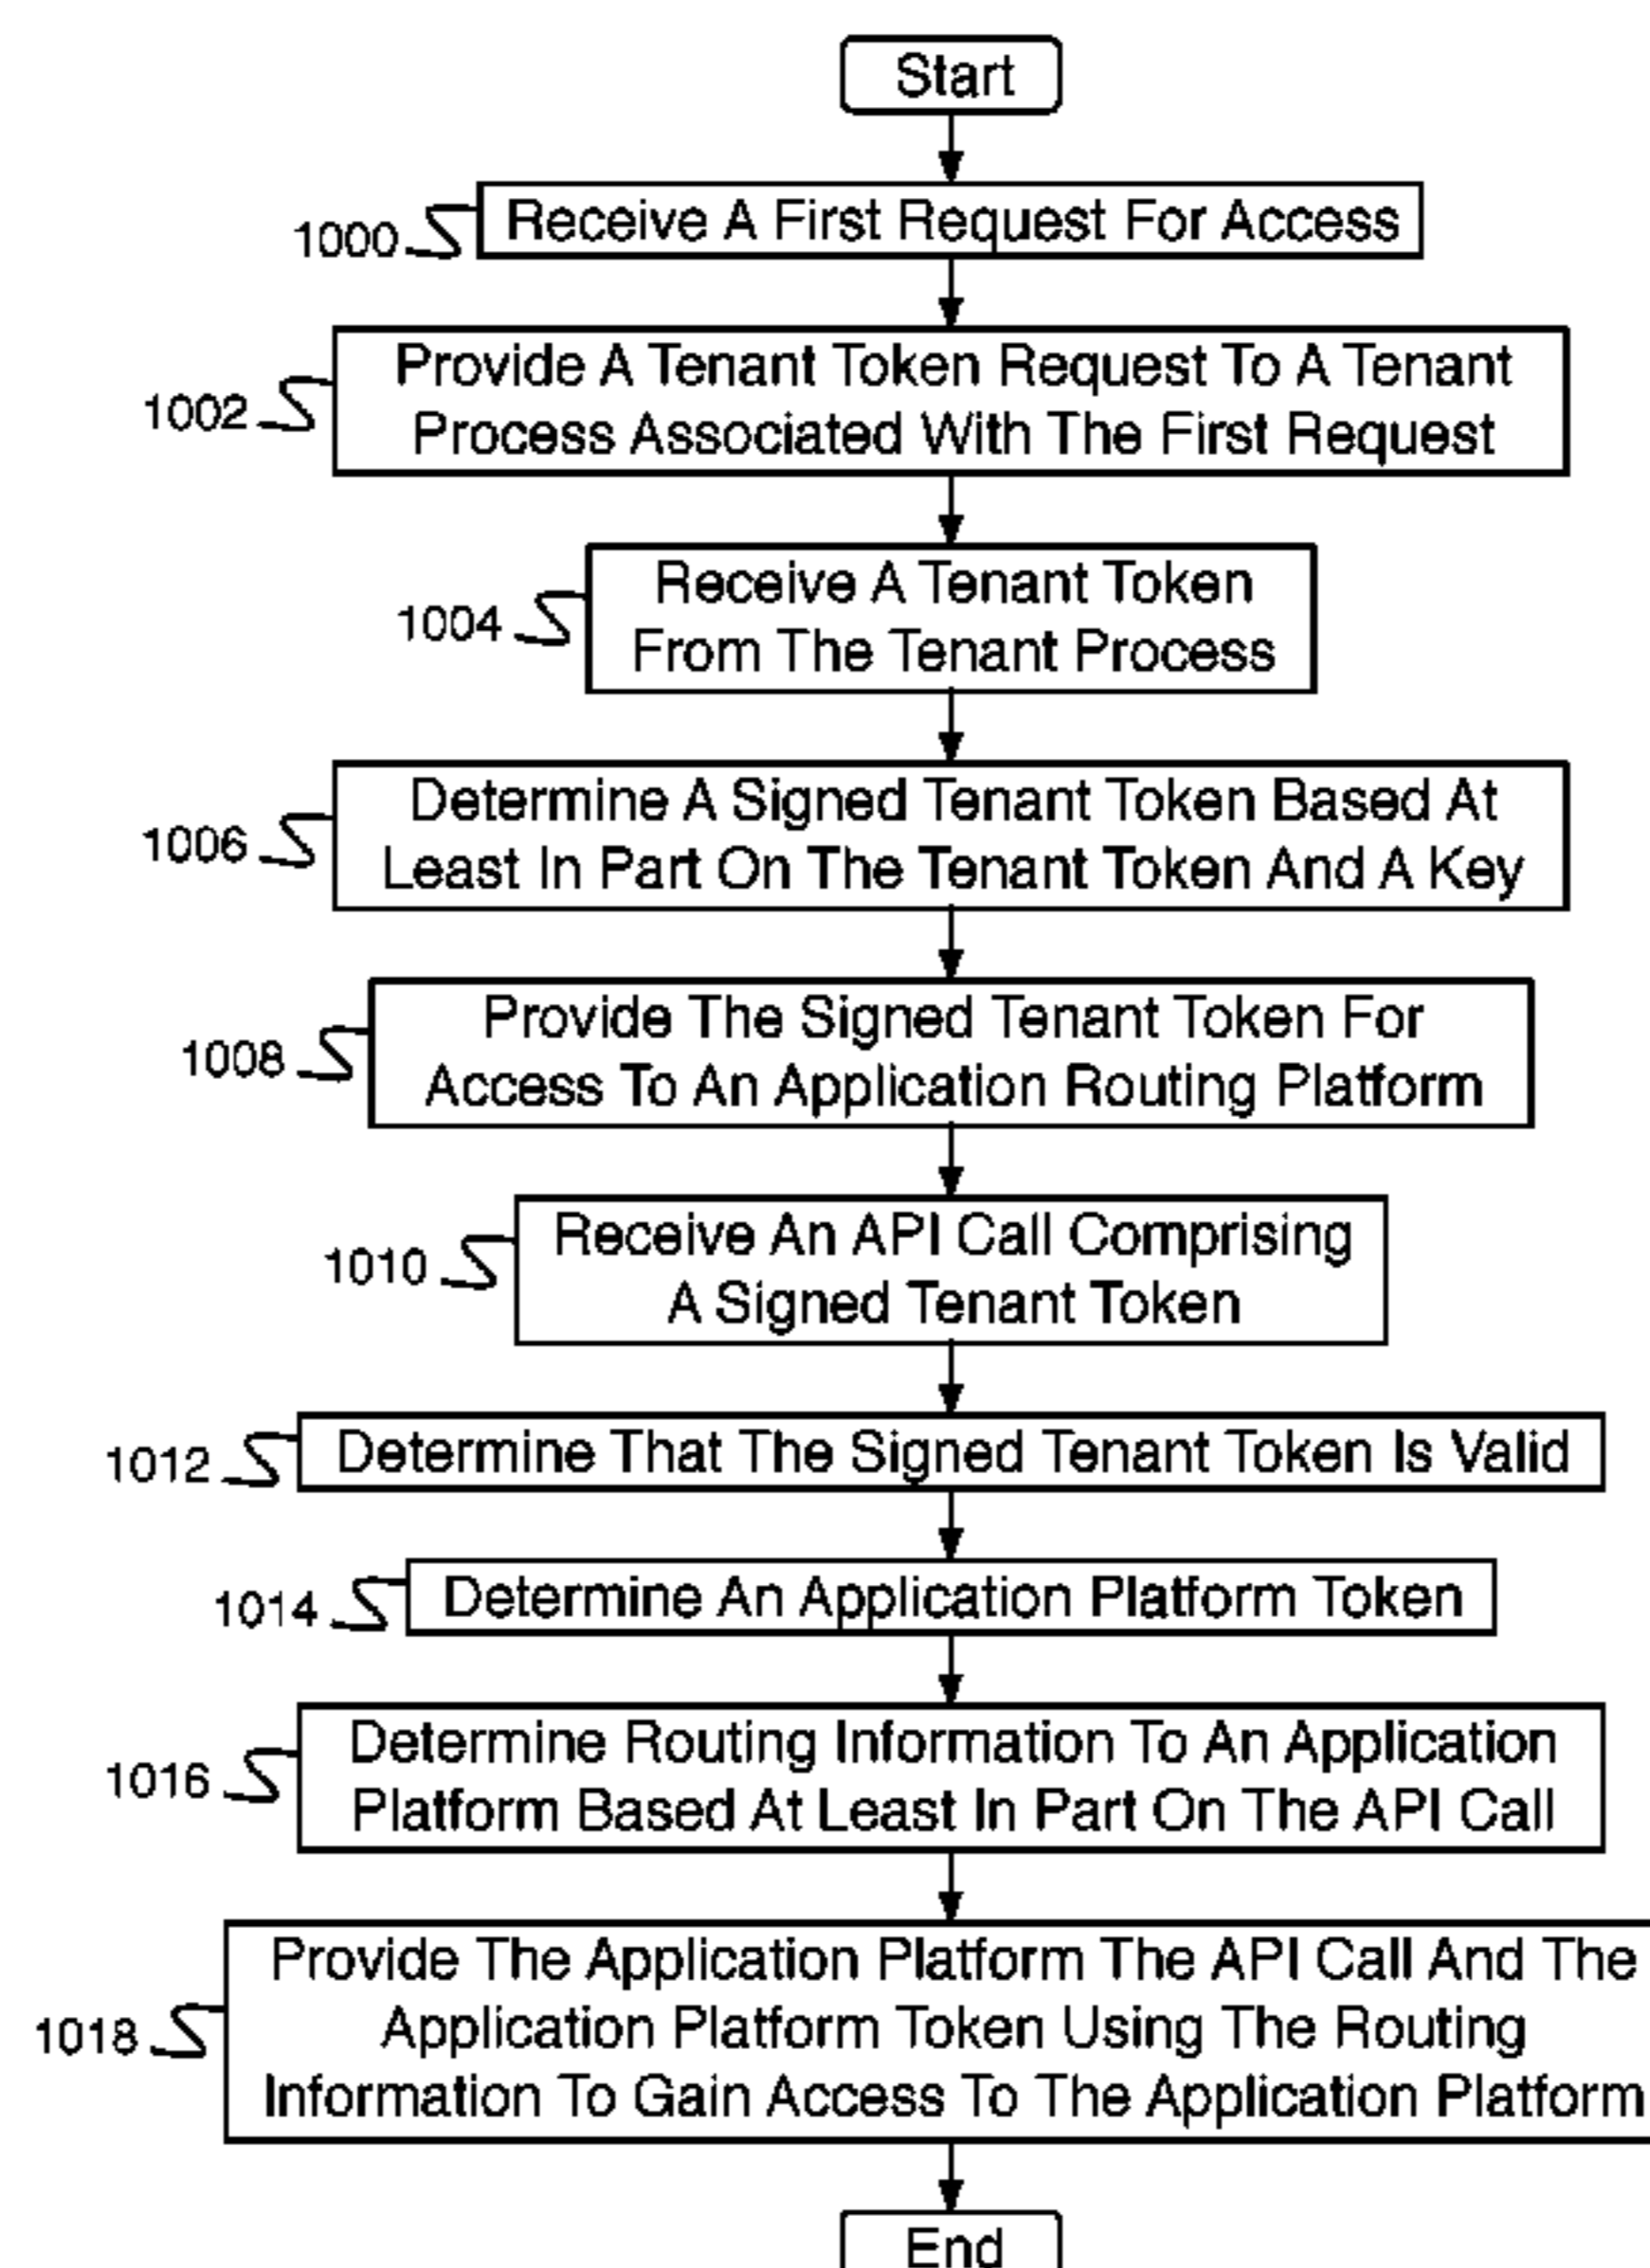 Start
1000
Receive A First Request For Access
1002
Provide A Tenant Token Request To A Tenant
Process Associated With The First Request
1004
Receive A Tenant Token
From The Tenant Process
1006
Determine A Signed Tenant Token Based At
Least In Part On The Tenant Token And A Key
1008
Provide The Signed Tenant Token For
Access To An Application Routing Platform
1010
Receive An API Call Comprising
A Signed Tenant Token
1012
Determine That The Signed Tenant Token Is Valid
1014
Determine An Application Platform Token
1016
Determine Routing Information To An Application
Platform Based At Least In Part On The API Call
1018
Provide The Application Platform The API Call And The
Application Platform Token Using The Routing
Information To Gain Access To The Application Platform
End